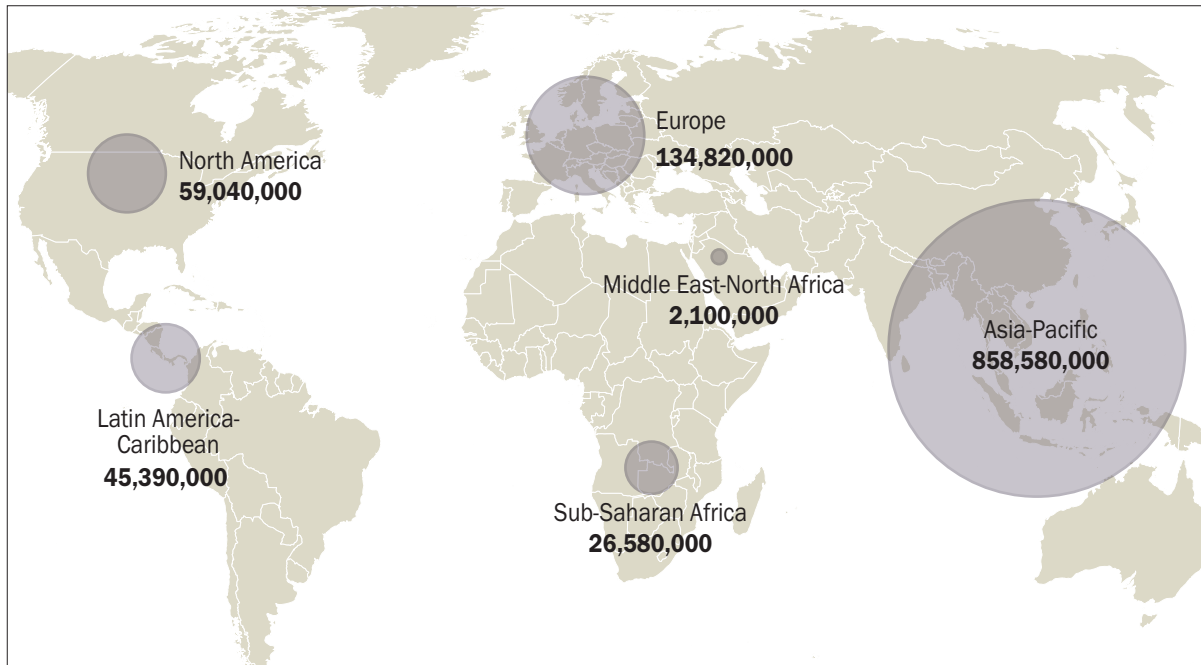 North America
59,040,000
Europe
134,820,000
Middle East-North Africa
2,100,000
Asia-Pacific
858,580,000
Latin America-
Caribbean
45,390,000
Sub-Saharan Africa
26,580,000